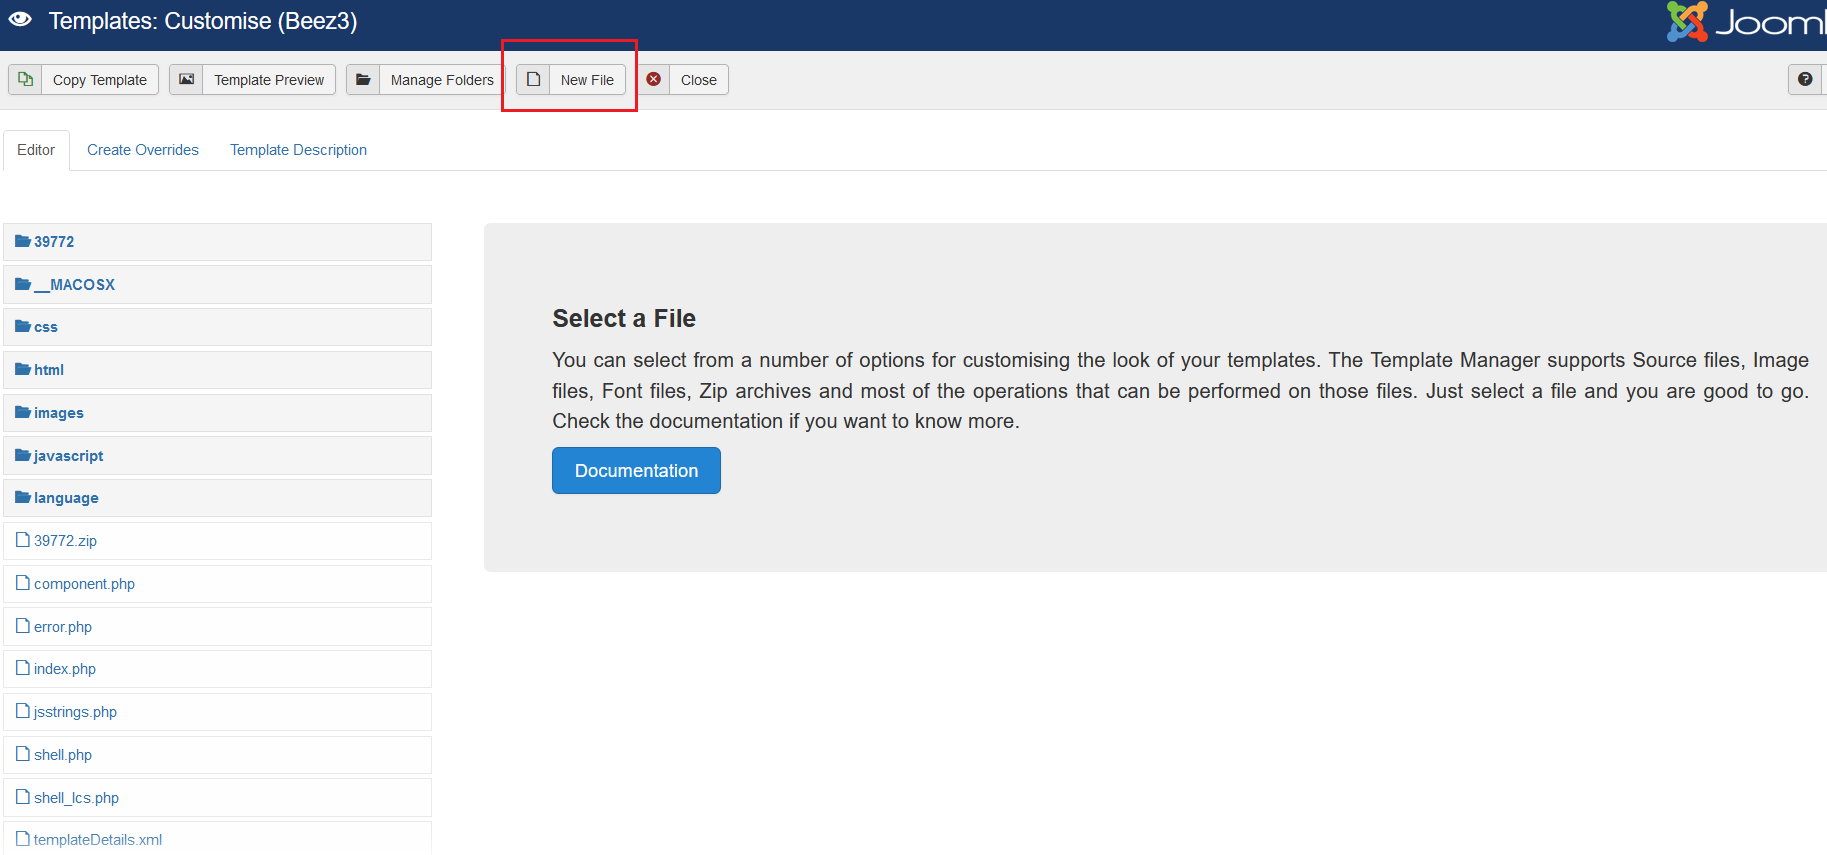 Templates: Customise (Beez3)
Jooml
Copy Template
Template Preview
Manage Folders
New File
Close
Editor
Create Overrides
Template Description
39772
__MACOSX
css
html
images
javascript
language
39772.zip
component.php
error.php
index.php
jsstrings.php
shell.php
shell_lcs.php
templateDetails.xml
Select a File
You can select from a number of options for customising the look of your templates. The Template Manager supports Source files, Image
files, Font files, Zip archives and most of the operations that can be performed on those files. Just select a file and you are good to go.
Check the documentation if you want to know more.
Documentation